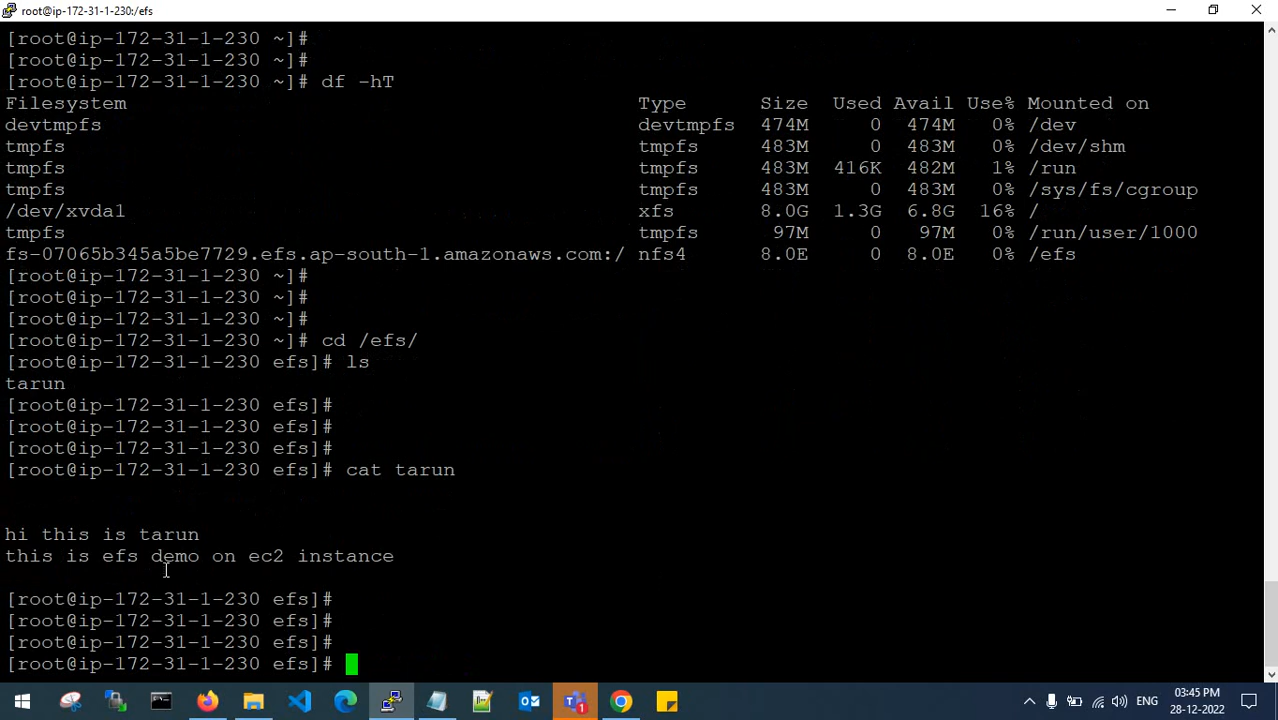 root@ip-172-31-1-230:/efs
[root@ip-172-31-1-230 ~]#
[root@ip-172-31-1-230 ~]#
[root@ip-172-31-1-230 ~]# df -hT
Filesystem Type Size Used Avail Use% Mounted on
devtmpfs devtmpfs 474M 0 474M 0% /dev
tmpfs tmpfs 483M 0 483M 0% /dev/shm
tmpfs tmpfs 483M 416K 482M 1% /run
tmpfs tmpfs 483M 0 483M 0% /sys/fs/cgroup
/dev/xvda1 xfs 8.0G 1.3G 6.8G 16% /
tmpfs tmpfs 97M 0 97M 0% /run/user/1000
fs-07065b345a5be7729.efs.ap-south-1.amazonaws.com:/ nfs4 8.0E 0 8.0E 0% /efs
[root@ip-172-31-1-230 ~]#
[root@ip-172-31-1-230 ~]#
[root@ip-172-31-1-230 ~]#
[root@ip-172-31-1-230 ~]# cd /efs/
[root@ip-172-31-1-230 efs]# ls
tarun
[root@ip-172-31-1-230 efs]#
[root@ip-172-31-1-230 efs]#
[root@ip-172-31-1-230 efs]#
[root@ip-172-31-1-230 efs]# cat tarun
hi this is tarun
this is efs demo on ec2 instance
[root@ip-172-31-1-230 efs]#
[root@ip-172-31-1-230 efs]#
[root@ip-172-31-1-230 efs]#
[root@ip-172-31-1-230 efs]#
ENG
03:45 PM
28-12-2022
1